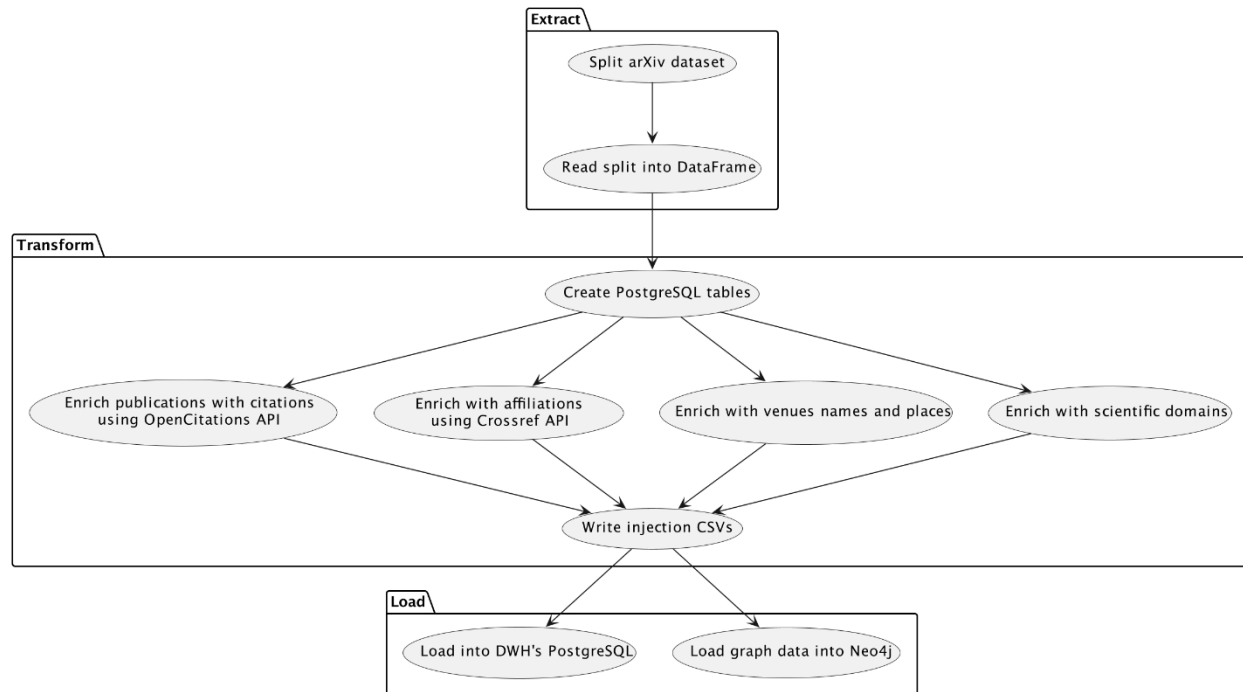 Extract
Split arXiv dataset
Read split into DataFrame
Transform
Create PostgreSQL tables
Enrich publications with citations
using OpenCitations API
Enrich with affiliations
using Crossref API
Enrich with venues names and places
Enrich with scientific domains
Write injection CSVs
Load
Load into DWH's PostgreSQL
Load graph data into Neo4j